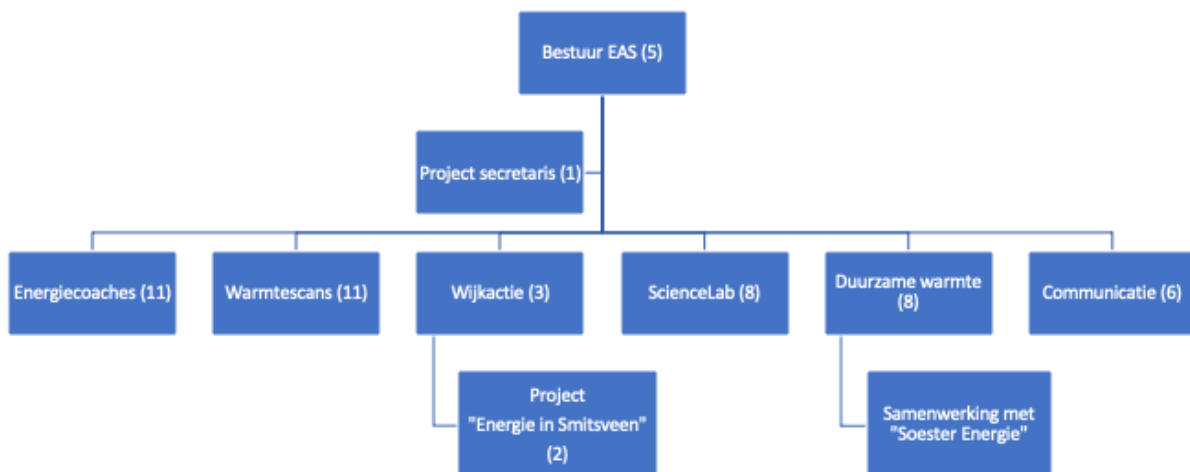 Bestuur EAS (5)
Project secretaris (1)
Energiecoaches (11)
Warmtescans (11)
Wijkactie (3)
ScienceLab (8)
Duurzame warmte
(8)
Communicatie (6)
Project
"Energie in Smitsveen"
(2)
Samenwerking met
"Soester Energie"